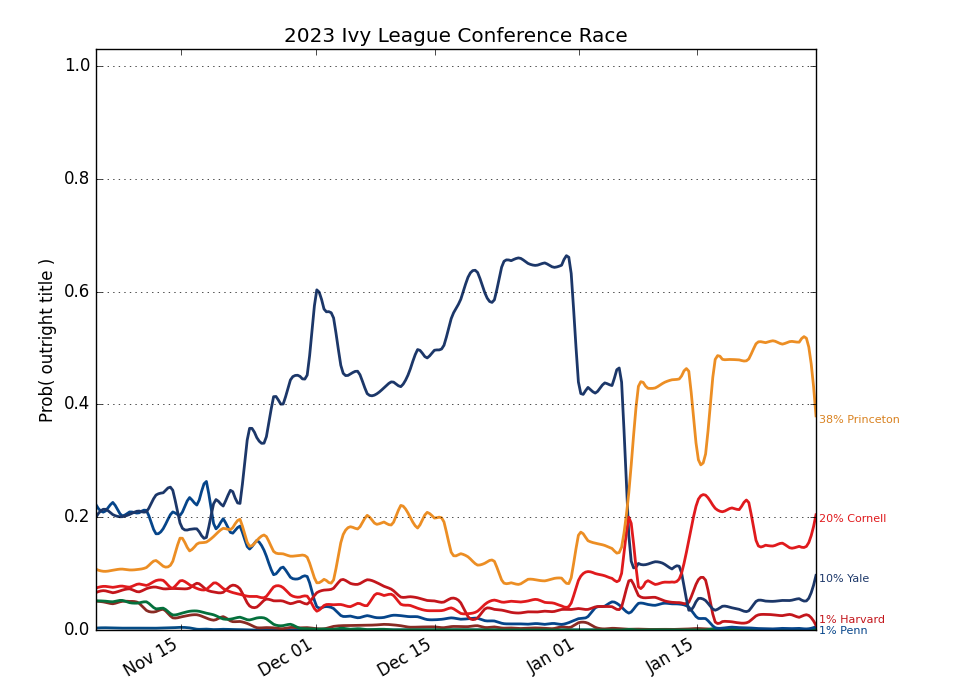 2023 Ivy League Conference Race
1.0
0.8
0.6
0.4
0.2
0.0
Prob( outright title )
Nov 15
Dec 01
Dec 15
Jan 01
Jan 15
38% Princeton
20% Cornell
10% Yale
1% Harvard
1% Penn